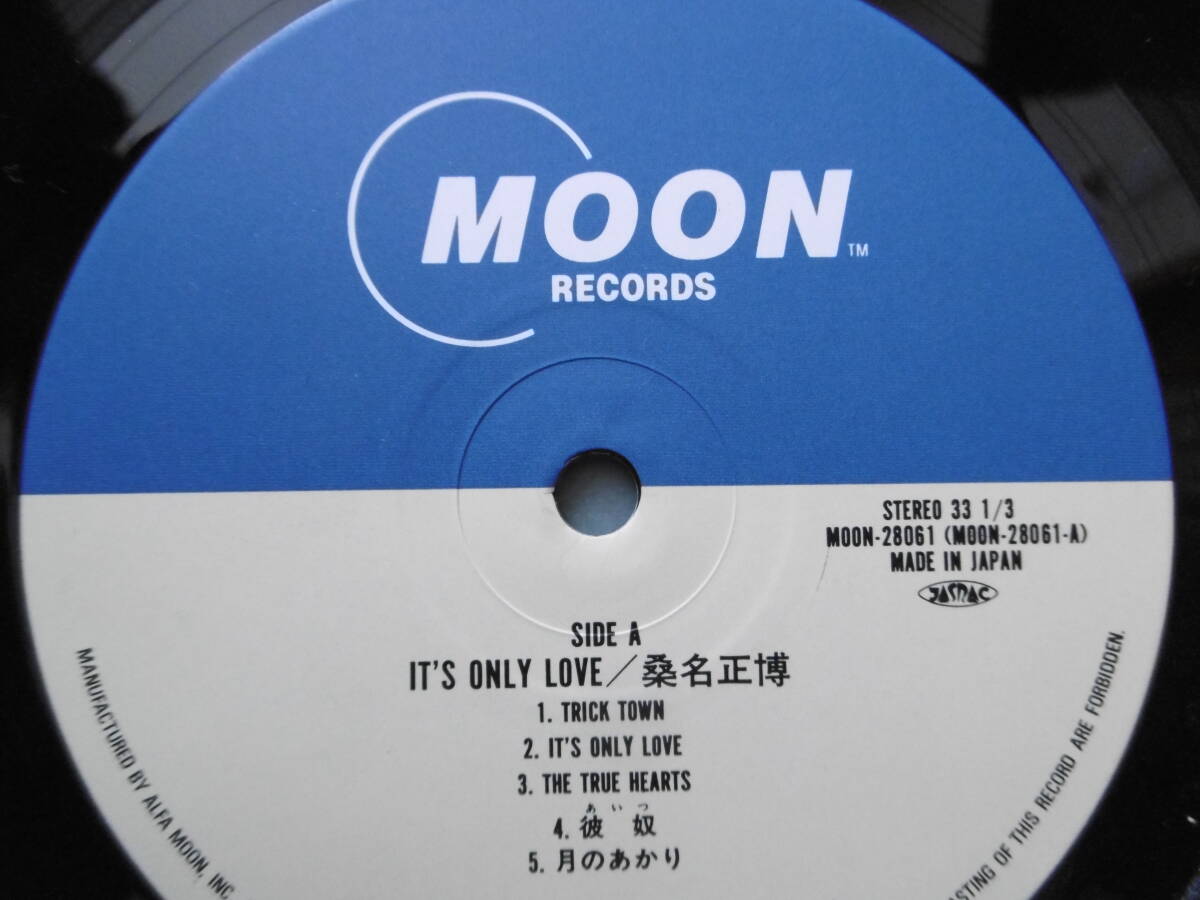 MOON
TM
RECORDS
STEREO 33 1/3
MOON-28061 (MOON-28061-A)
MADE IN JAPAN
JASRAC
SIDE A
IT'S ONLY LOVE／桑名正博
1. TRICK TOWN
2. IT'S ONLY LOVE
3. THE TRUE HEARTS
あいつ
4. 彼奴
5. 月のあかり
MANUFACTURED BY ALFA MOON, INC
ASTING OF THIS RECORD ARE FORBIDDEN.